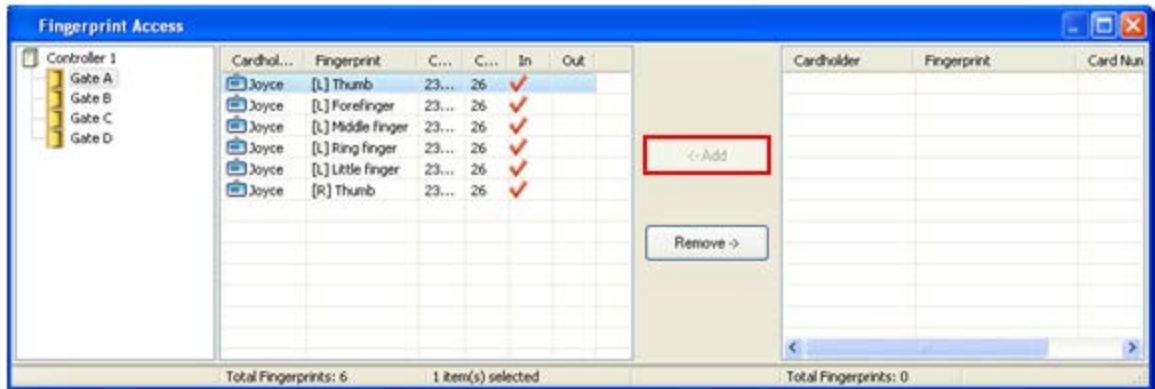 Fingerprint Access
Controller 1
Gate A
Gate B
Gate C
Gate D
Cardhol... Fingerprint C... C... In Out
Joyce [L] Thumb 23... 26
Joyce [L] Forefinger 23... 26
Joyce [L] Middle finger 23... 26
Joyce [L] Ring finger 23... 26
Joyce [L] Little finger 23... 26
Joyce [R] Thumb 23... 26
<-Add
Remove ->
Cardholder Fingerprint Card Num
Total Fingerprints: 6 1 item(s) selected Total Fingerprints: 0